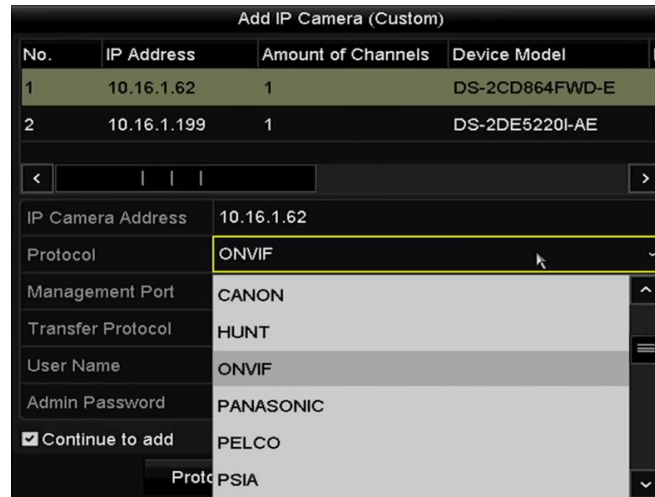 Add IP Camera (Custom)
No. IP Address Amount of Channels Device Model
1 10.16.1.62 1 DS-2CD864FWD-E
2 10.16.1.199 1 DS-2DE5220I-AE
IP Camera Address 10.16.1.62
Protocol ONVIF
Management Port
CANON
Transfer Protocol
HUNT
User Name
ONVIF
Admin Password
PANASONIC
Continue to add
PELCO
PSIA